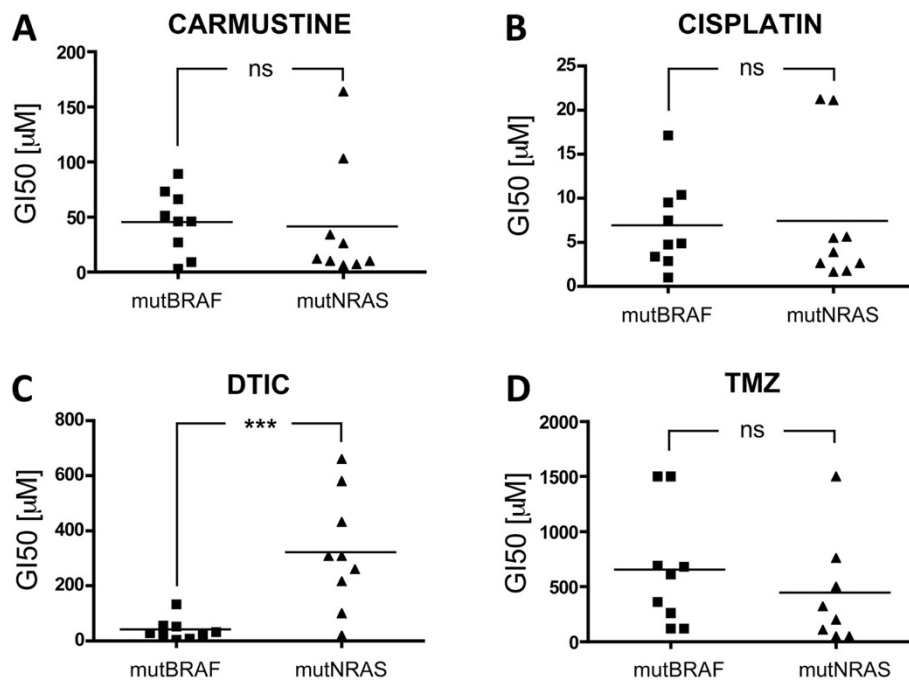 A
CARMUSTINE
GI50 [µM]
200
150
100
50
0
ns
mutBRAF
mutNRAS
B
CISPLATIN
GI50 [µM]
25
20
15
10
5
0
ns
mutBRAF
mutNRAS
C
DTIC
GI50 [µM]
800
600
400
200
0
***
mutBRAF
mutNRAS
D
TMZ
GI50 [µM]
2000
1500
1000
500
0
ns
mutBRAF
mutNRAS